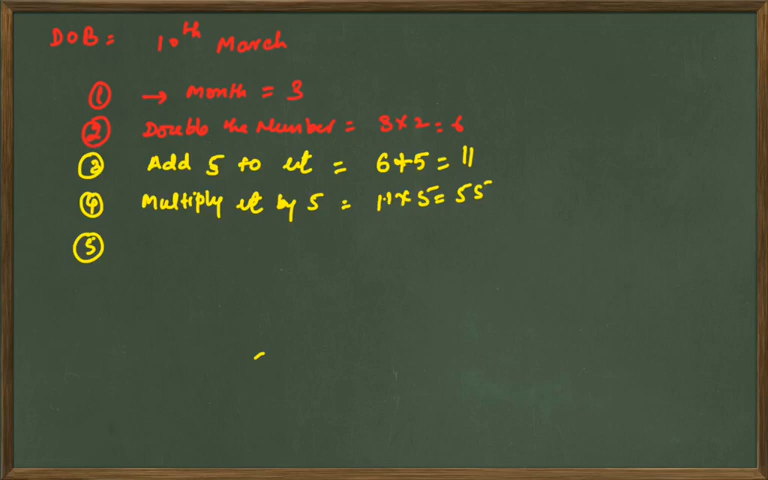 DOB = 10th March
① → Month = 3
② Double the Number = 3 x 2 = 6
③ Add 5 to it = 6+5 = 11
④ Multiply it by 5 = 11 x 5 = 55
⑤